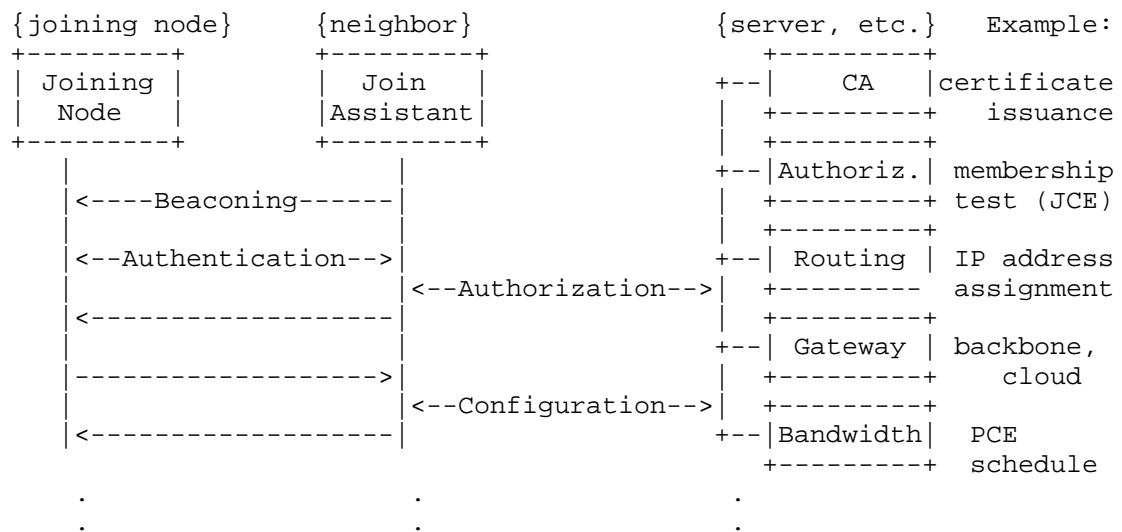 {joining node} {neighbor} {server, etc.} Example:
Joining Join CA certificate
Node Assistant issuance
Authoriz. membership
<----Beaconing------ test (JCE)
<--Authentication--> Routing IP address
<--Authorization--> assignment
Gateway backbone,
cloud
<--Configuration-->
Bandwidth PCE
schedule